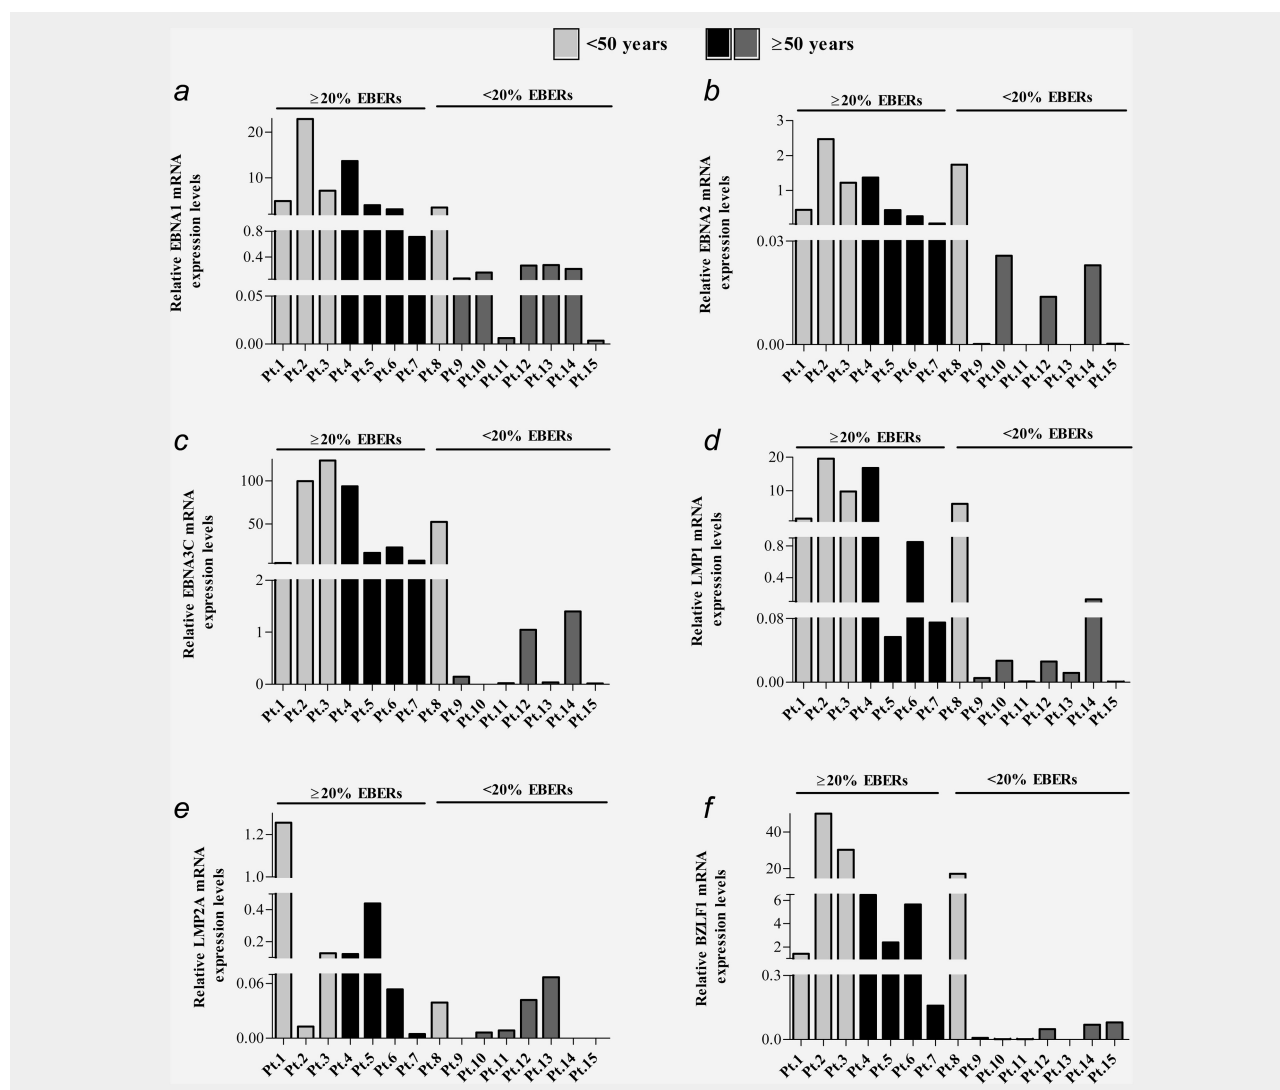 <50 years ≥50 years
a
≥20% EBERs <20% EBERs
Relative EBNA1 mRNA
expression levels
20
10
0.8
0.4
0.05
0.00
Pt.1 Pt.2 Pt.3 Pt.4 Pt.5 Pt.6 Pt.7 Pt.8 Pt.9 Pt.10 Pt.11 Pt.12 Pt.13 Pt.14 Pt.15
b
≥20% EBERs <20% EBERs
Relative EBNA2 mRNA
expression levels
3
2
1
0.03
0.00
Pt.1 Pt.2 Pt.3 Pt.4 Pt.5 Pt.6 Pt.7 Pt.8 Pt.9 Pt.10 Pt.11 Pt.12 Pt.13 Pt.14 Pt.15
c
≥20% EBERs <20% EBERs
Relative EBNA3C mRNA
expression levels
100
50
2
1
0
Pt.1 Pt.2 Pt.3 Pt.4 Pt.5 Pt.6 Pt.7 Pt.8 Pt.9 Pt.10 Pt.11 Pt.12 Pt.13 Pt.14 Pt.15
d
≥20% EBERs <20% EBERs
Relative LMP1 mRNA
expression levels
20
10
0.8
0.4
0.08
0.00
Pt.1 Pt.2 Pt.3 Pt.4 Pt.5 Pt.6 Pt.7 Pt.8 Pt.9 Pt.10 Pt.11 Pt.12 Pt.13 Pt.14 Pt.15
e
≥20% EBERs <20% EBERs
Relative LMP2A mRNA
expression levels
1.2
1.0
0.4
0.2
0.06
0.00
Pt.1 Pt.2 Pt.3 Pt.4 Pt.5 Pt.6 Pt.7 Pt.8 Pt.9 Pt.10 Pt.11 Pt.12 Pt.13 Pt.14 Pt.15
f
≥20% EBERs <20% EBERs
Relative BZLF1 mRNA
expression levels
40
20
6
4
2
0.3
0.0
Pt.1 Pt.2 Pt.3 Pt.4 Pt.5 Pt.6 Pt.7 Pt.8 Pt.9 Pt.10 Pt.11 Pt.12 Pt.13 Pt.14 Pt.15